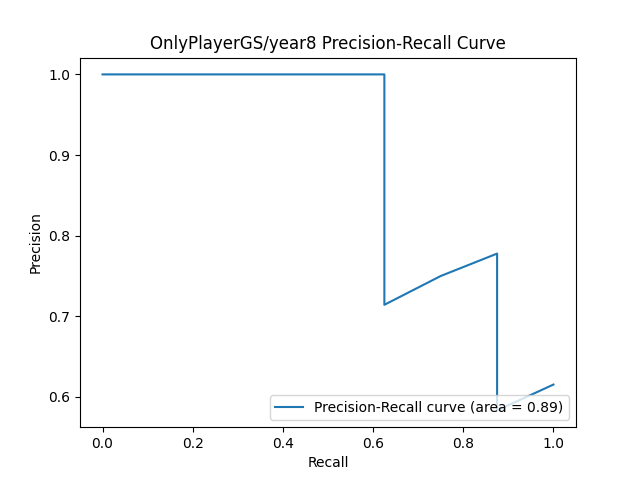 OnlyPlayerGS/year8 Precision-Recall Curve
1.0
0.9
0.8
0.7
0.6
Precision
Precision-Recall curve (area = 0.89)
0.0
0.2
0.4
0.6
0.8
1.0
Recall